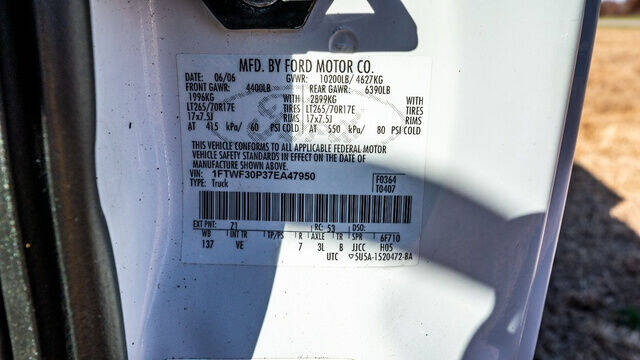 MFD. BY FORD MOTOR CO.
DATE: 06/06 GVWR: 10200LB/ 4627KG
FRONT GAWR: 4400LB REAR GAWR: 6390LB
1996KG WITH 2899KG WITH
LT265/70R17E TIRES LT265/70R17E TIRES
17x7.5J RIMS 17x7.5J RIMS
AT 415 kPa/ 60 PSI COLD AT 550 kPa/ 80 PSI COLD
THIS VEHICLE CONFORMS TO ALL APPLICABLE FEDERAL MOTOR
VEHICLE SAFETY STANDARDS IN EFFECT ON THE DATE OF
MANUFACTURE SHOWN ABOVE.
VIN: 1FTWF30P37EA47950 F0364
TYPE: Truck T0407
EXT PNT: Z1 RC: 53 DSO:
WB INT TR TP/PS R AXLE TR SPR 6F710
137 VE 7 3L B JJCC H05
UTC ▽5U5A-1520472-BA